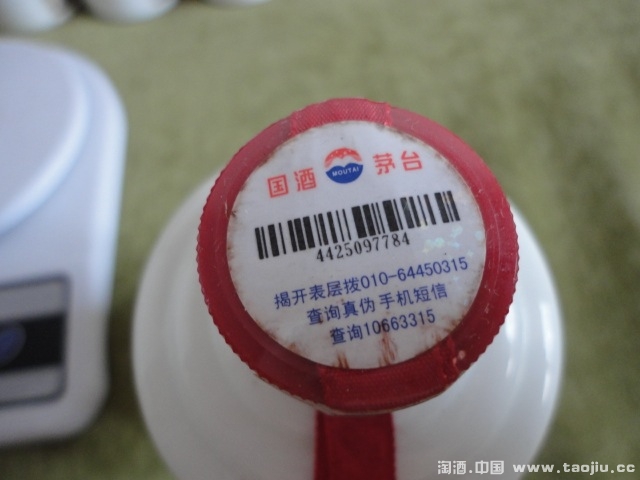 国酒 MOUTAI 茅台
4425097784
揭开表层拨010-64450315
查询真伪手机短信
查询10663315
淘酒.中国 www.taojiu.cc